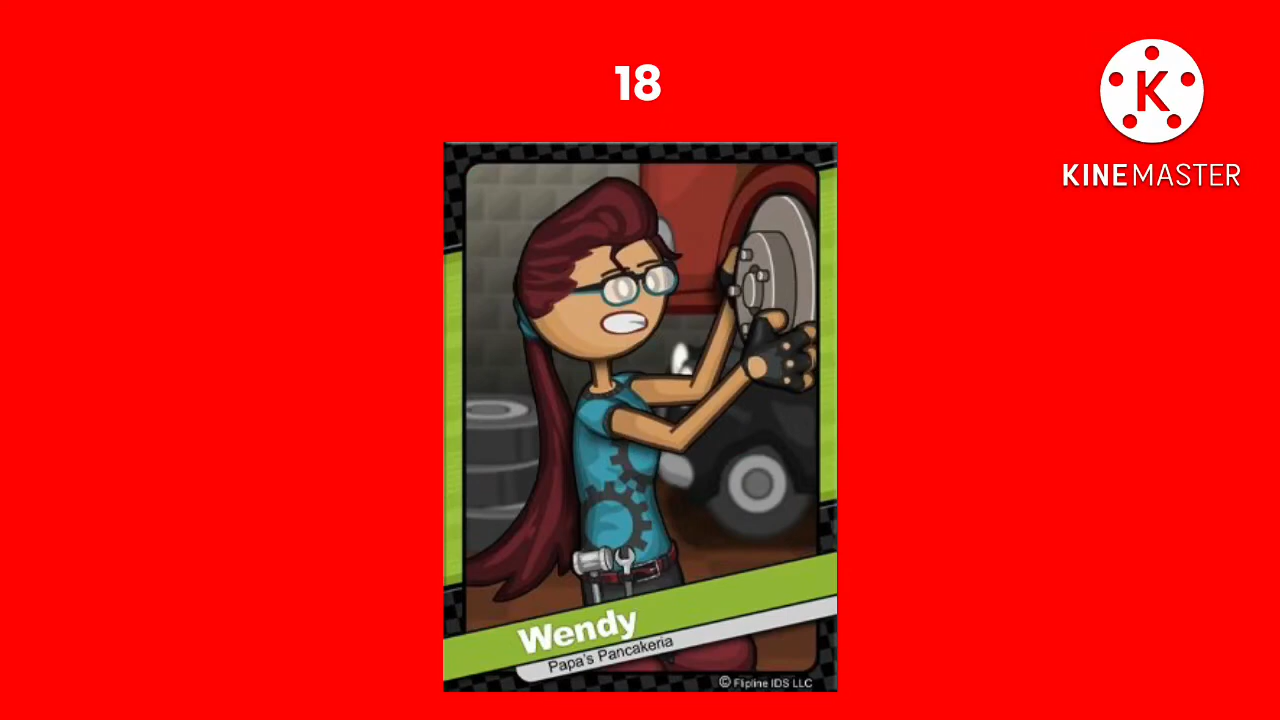 18
K
KINEMASTER
Wendy
Papa's Pancakeria
© Flipline IDS LLC